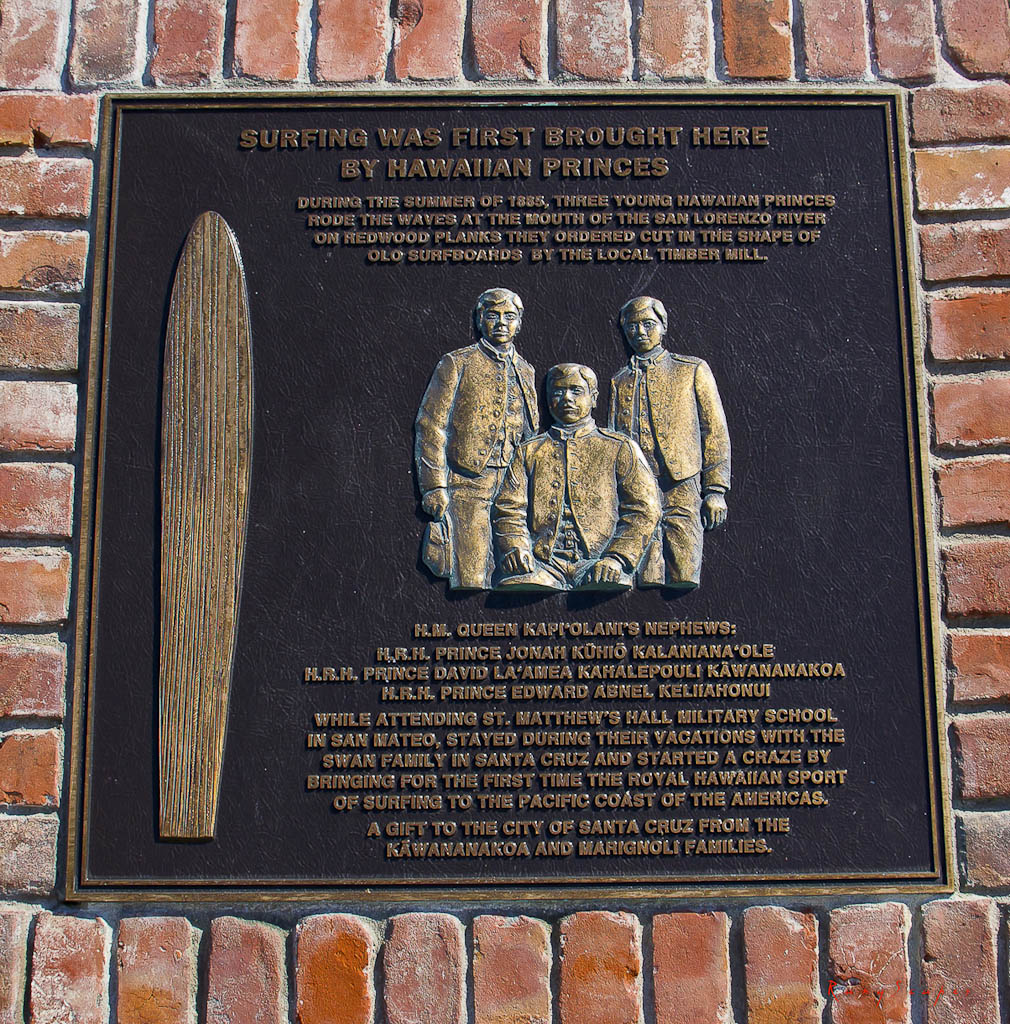 SURFING WAS FIRST BROUGHT HERE
BY HAWAIIAN PRINCES
DURING THE SUMMER OF 1885, THREE YOUNG HAWAIIAN PRINCES
RODE THE WAVES AT THE MOUTH OF THE SAN LORENZO RIVER
ON REDWOOD PLANKS THEY ORDERED CUT IN THE SHAPE OF
OLO SURFBOARDS BY THE LOCAL TIMBER MILL.
H.M. QUEEN KAPI'OLANI'S NEPHEWS:
H.R.H. PRINCE JONAH KŪHIŌ KALANIANA'OLE
H.R.H. PRINCE DAVID LA'AMEA KAHALEPOULI KĀWANANAKOA
H.R.H. PRINCE EDWARD ABNEL KELIIAHONUI
WHILE ATTENDING ST. MATTHEW'S HALL MILITARY SCHOOL
IN SAN MATEO, STAYED DURING THEIR VACATIONS WITH THE
SWAN FAMILY IN SANTA CRUZ AND STARTED A CRAZE BY
BRINGING FOR THE FIRST TIME THE ROYAL HAWAIIAN SPORT
OF SURFING TO THE PACIFIC COAST OF THE AMERICAS.
A GIFT TO THE CITY OF SANTA CRUZ FROM THE
KĀWANANAKOA AND MARIGNOLI FAMILIES.